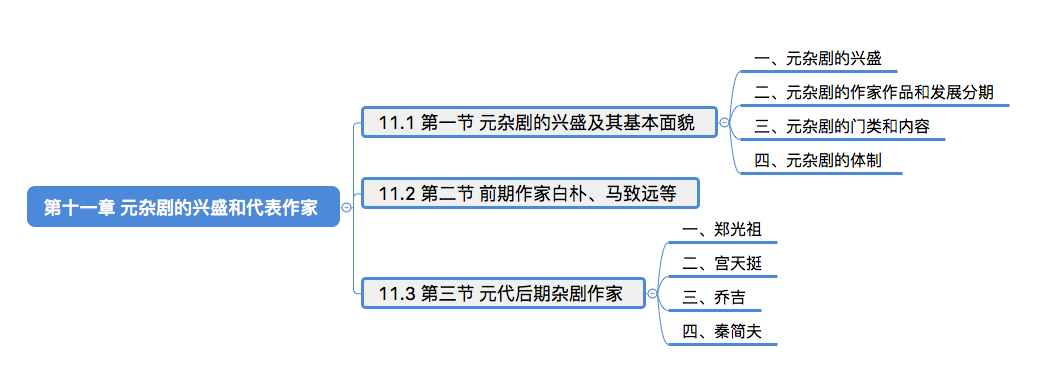 第十一章 元杂剧的兴盛和代表作家
11.1 第一节 元杂剧的兴盛及其基本面貌
一、元杂剧的兴盛
二、元杂剧的作家作品和发展分期
三、元杂剧的门类和内容
四、元杂剧的体制
11.2 第二节 前期作家白朴、马致远等
11.3 第三节 元代后期杂剧作家
一、郑光祖
二、宫天挺
三、乔吉
四、秦简夫